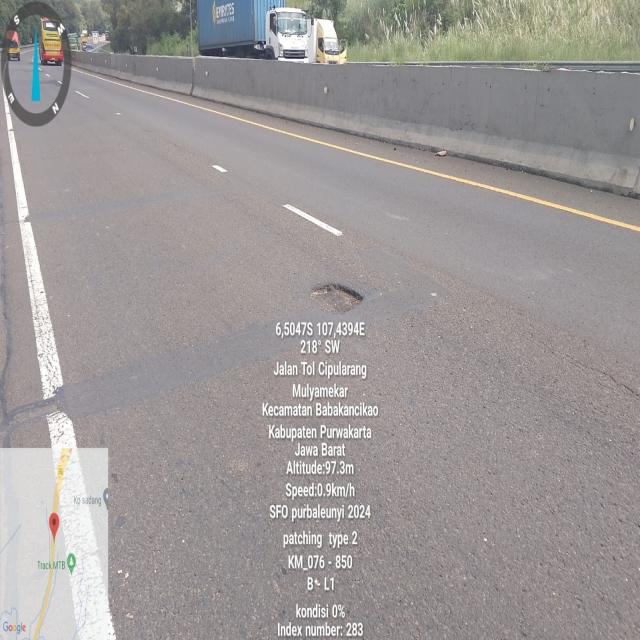 EMIRATES
S
6,5047S 107,4394E
218° SW
Jalan Tol Cipularang
Mulyamekar
Kecamatan Babakancikao
Kabupaten Purwakarta
Jawa Barat
Altitude:97.3m
Speed:0.9km/h
SFO purbaleunyi 2024
patching type 2
KM_076 - 850
B - L1
kondisi 0%
Index number: 283
Kp sadang
Track MTB
Google